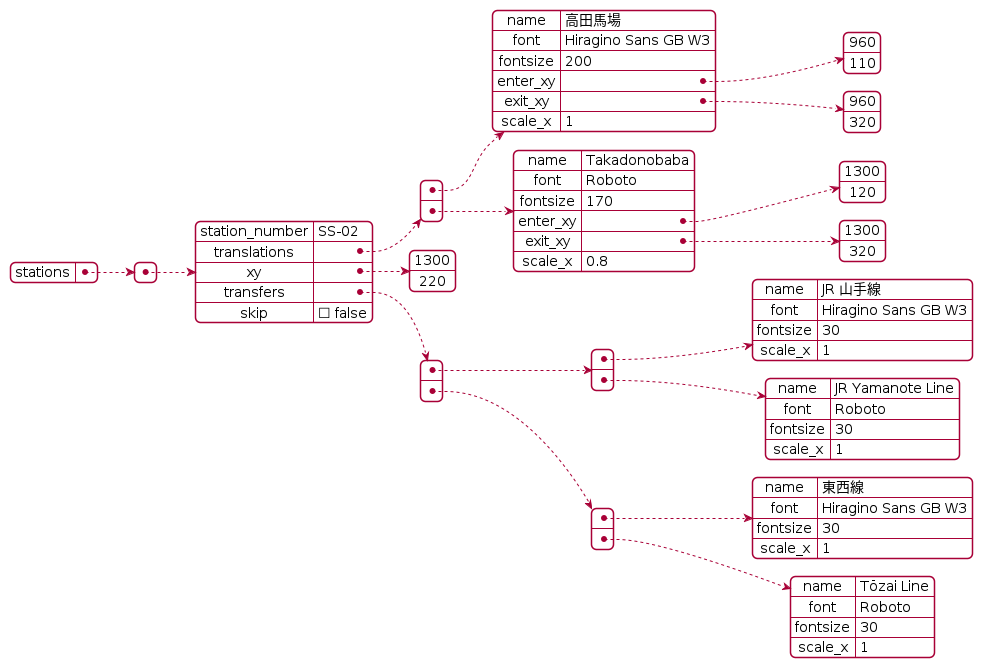 stations
station_number SS-02
translations
xy
transfers
skip ☐ false
1300
220
name 高田馬場
font Hiragino Sans GB W3
fontsize 200
enter_xy
exit_xy
scale_x 1
960
110
960
320
name Takadonobaba
font Roboto
fontsize 170
enter_xy
exit_xy
scale_x 0.8
1300
120
1300
320
name JR 山手線
font Hiragino Sans GB W3
fontsize 30
scale_x 1
name JR Yamanote Line
font Roboto
fontsize 30
scale_x 1
name 東西線
font Hiragino Sans GB W3
fontsize 30
scale_x 1
name Tōzai Line
font Roboto
fontsize 30
scale_x 1